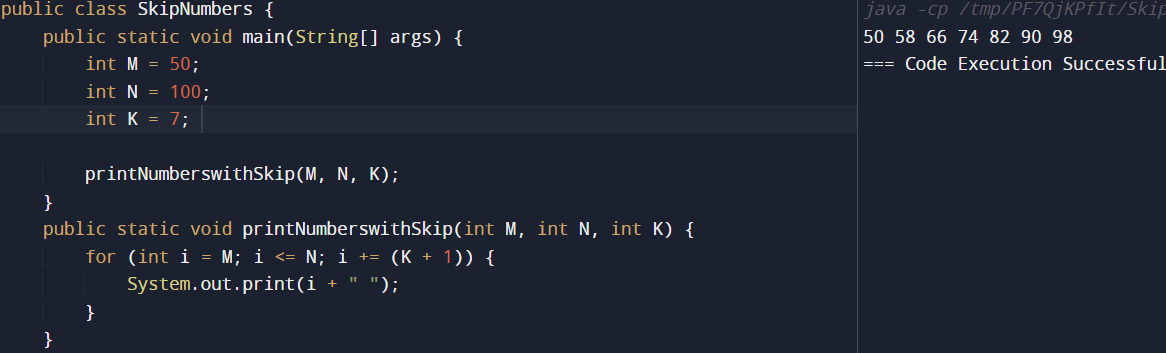 public class SkipNumbers {
public static void main(String[] args) {
int M = 50;
int N = 100;
int K = 7;
printNumberswithSkip(M, N, K);
}
public static void printNumberswithSkip(int M, int N, int K) {
for (int i = M; i <= N; i += (K + 1)) {
System.out.print(i + " ");
}
}
java -cp /tmp/PF7QjKPfIt/Skip
50 58 66 74 82 90 98
=== Code Execution Successful